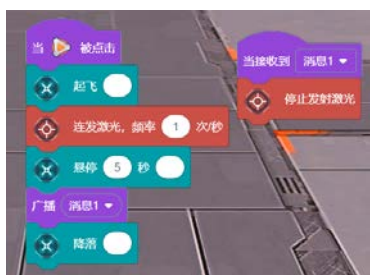 当 被点击
起飞
连发激光，频率 1 次/秒
悬停 5 秒
广播 消息1
降落
当接收到 消息1
停止发射激光